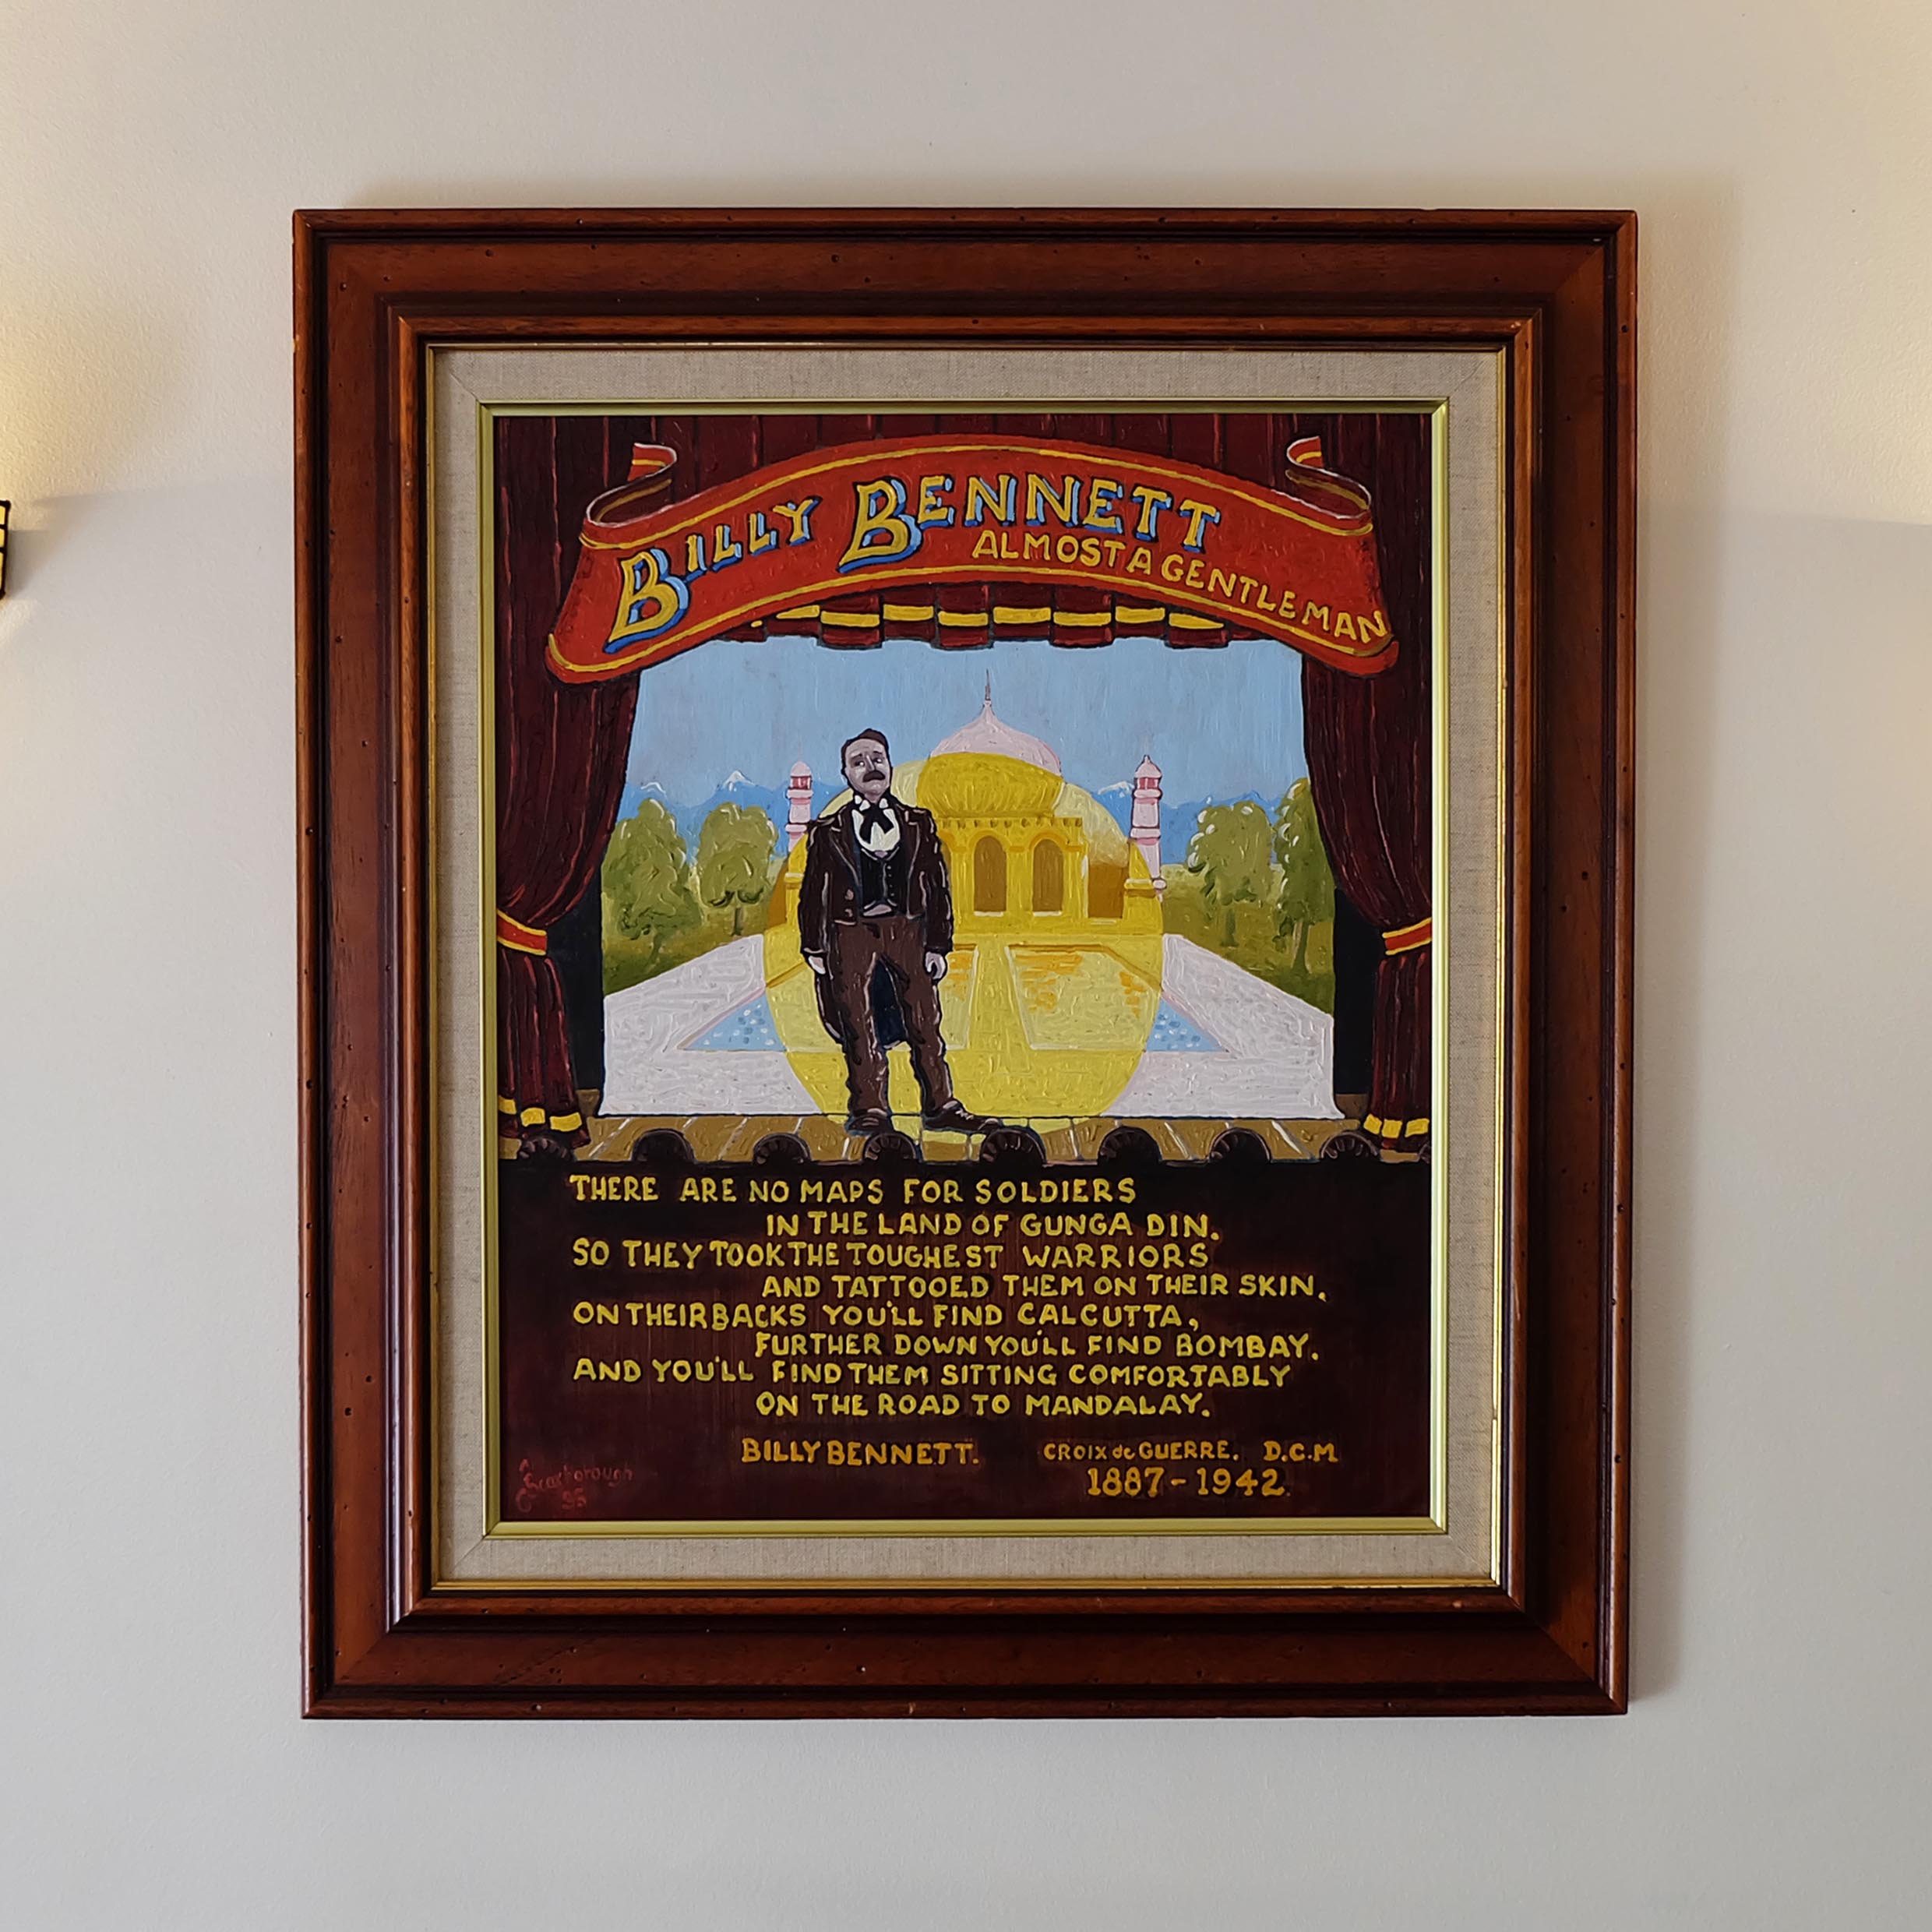 BILLY BENNETT
ALMOST A GENTLEMAN
THERE ARE NO MAPS FOR SOLDIERS
IN THE LAND OF GUNGA DIN.
SO THEY TOOK THE TOUGHEST WARRIORS
AND TATTOOED THEM ON THEIR SKIN.
ON THEIR BACKS YOU'LL FIND CALCUTTA,
FURTHER DOWN YOU'LL FIND BOMBAY.
AND YOU'LL FIND THEM SITTING COMFORTABLY
ON THE ROAD TO MANDALAY.
BILLY BENNETT. CROIX de GUERRE. D.C.M
1887-1942
Scarborough
95